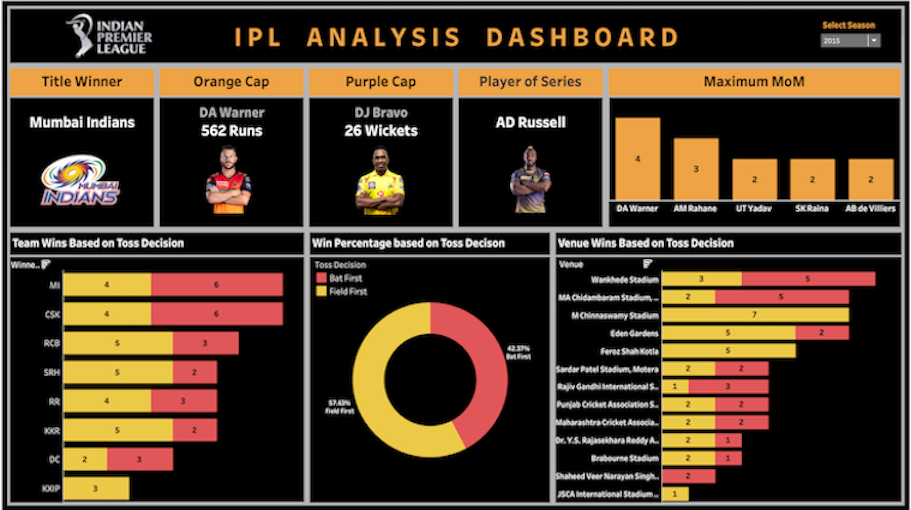 INDIAN
PREMIER
LEAGUE
IPL ANALYSIS DASHBOARD
Select Season
2015
Title Winner
Orange Cap
Purple Cap
Player of Series
Maximum MoM
Mumbai Indians
MUMBAI
INDIANS
DA Warner
562 Runs
DJ Bravo
26 Wickets
AD Russell
4
3
2
2
2
DA Warner
AM Rahane
UT Yadav
SK Raina
AB de Villiers
Team Wins Based on Toss Decision
Winne..
MI 4 6
CSK 4 6
RCB 5 3
SRH 5 2
RR 4 3
KKR 5 2
DC 2 3
KXIP 3
Win Percentage based on Toss Decison
Toss Decision
Bat First
Field First
42.37%
Bat First
57.63%
Field First
Venue Wins Based on Toss Decision
Venue
Wankhede Stadium 3 5
MA Chidambaram Stadium, .. 2 5
M Chinnaswamy Stadium 7
Eden Gardens 5 2
Feroz Shah Kotla 5
Sardar Patel Stadium, Motera 2 2
Rajiv Gandhi International S.. 1 3
Punjab Cricket Association S.. 2 2
Maharashtra Cricket Associa.. 2 2
Dr. Y.S. Rajasekhara Reddy A.. 2 1
Brabourne Stadium 2 1
Shaheed Veer Narayan Singh.. 2
JSCA International Stadium .. 1